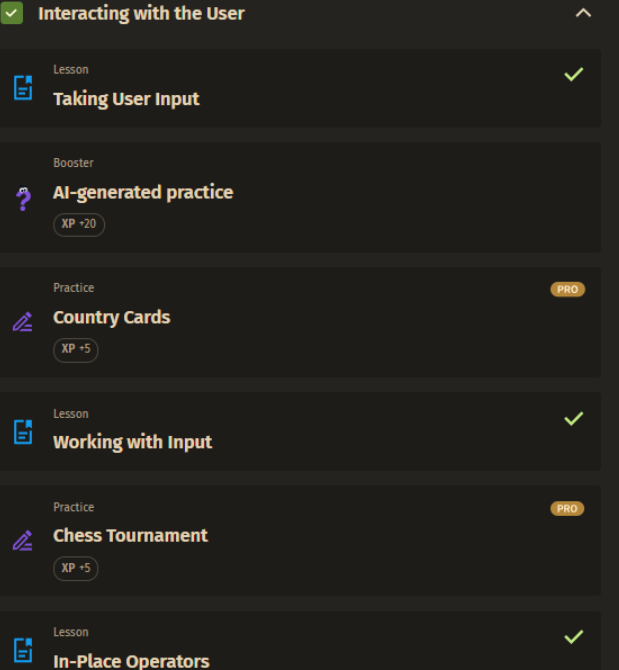 Interacting with the User
Lesson
Taking User Input
Booster
AI-generated practice
XP +20
Practice
PRO
Country Cards
XP +5
Lesson
Working with Input
Practice
PRO
Chess Tournament
XP +5
Lesson
In-Place Operators